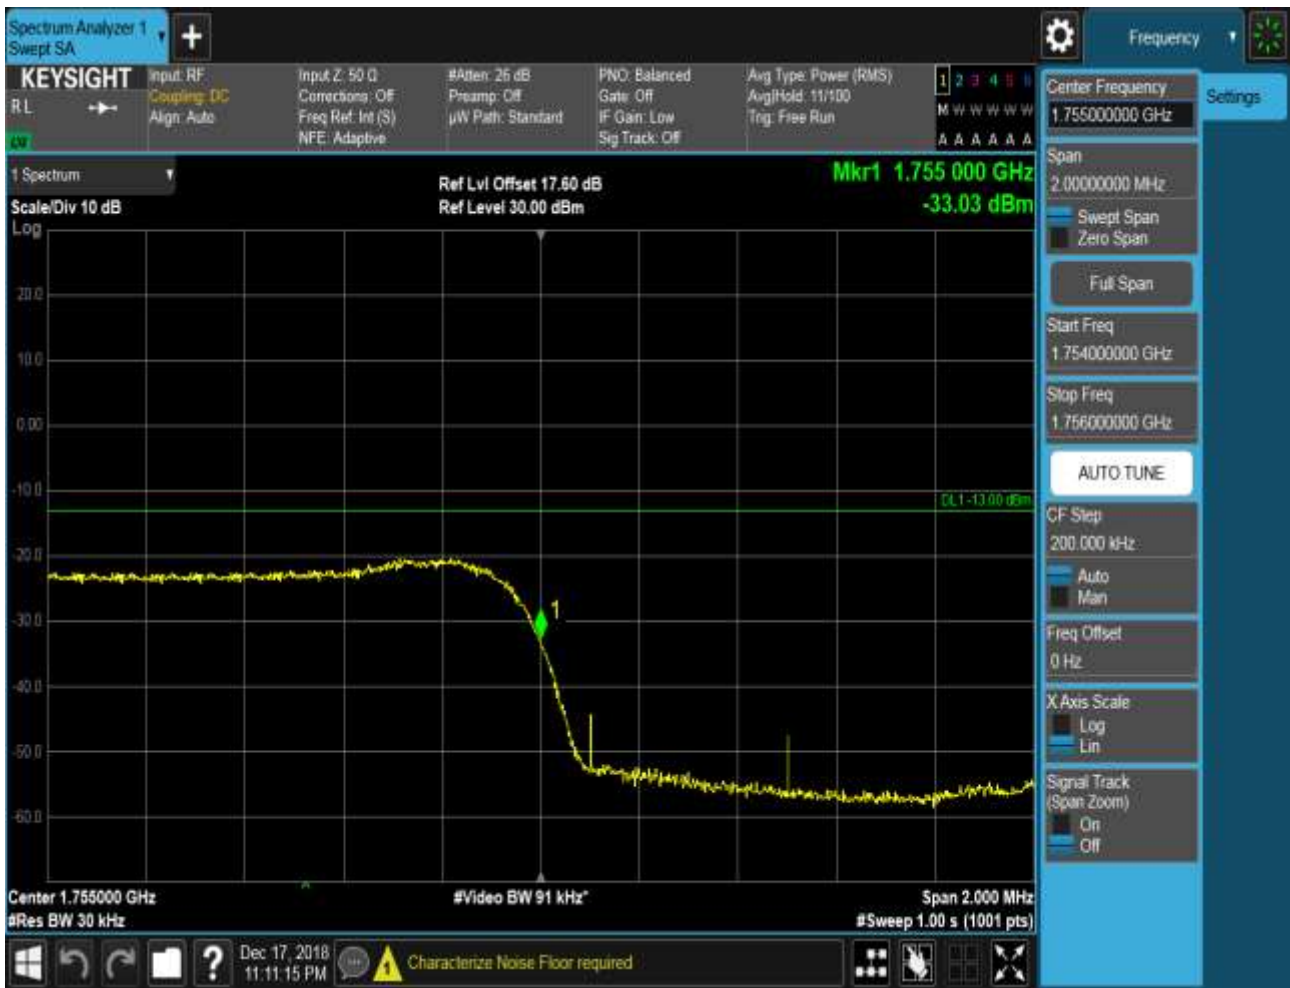 Spectrum Analyzer 1
Swept SA
Frequency
KEYSIGHT
R L
Input: RF
Coupling: DC
Align: Auto
Input Z: 50 Ω
Corrections: Off
Freq Ref: Int (S)
NFE: Adaptive
#Atten: 26 dB
Preamp: Off
µW Path: Standard
PNO: Balanced
Gate: Off
IF Gain: Low
Sig Track: Off
Avg Type: Power (RMS)
Avg|Hold: 11/100
Trig: Free Run
1 2 3 4 5 6
M W W W W W
A A A A A A
1 Spectrum
Scale/Div 10 dB
Log
Ref Lvl Offset 17.60 dB
Ref Level 30.00 dBm
Mkr1 1.755 000 GHz
-33.03 dBm
20.0
10.0
0.00
-10.0
-20.0
-30.0
-40.0
-50.0
-60.0
DL1 -13.00 dBm
1
Center 1.755000 GHz
#Res BW 30 kHz
#Video BW 91 kHz*
Span 2.000 MHz
#Sweep 1.00 s (1001 pts)
Center Frequency
1.755000000 GHz
Settings
Span
2.00000000 MHz
Swept Span
Zero Span
Full Span
Start Freq
1.754000000 GHz
Stop Freq
1.756000000 GHz
AUTO TUNE
CF Step
200.000 kHz
Auto
Man
Freq Offset
0 Hz
X Axis Scale
Log
Lin
Signal Track
(Span Zoom)
On
Off
?
Dec 17, 2018
11:11:15 PM
1
Characterize Noise Floor required